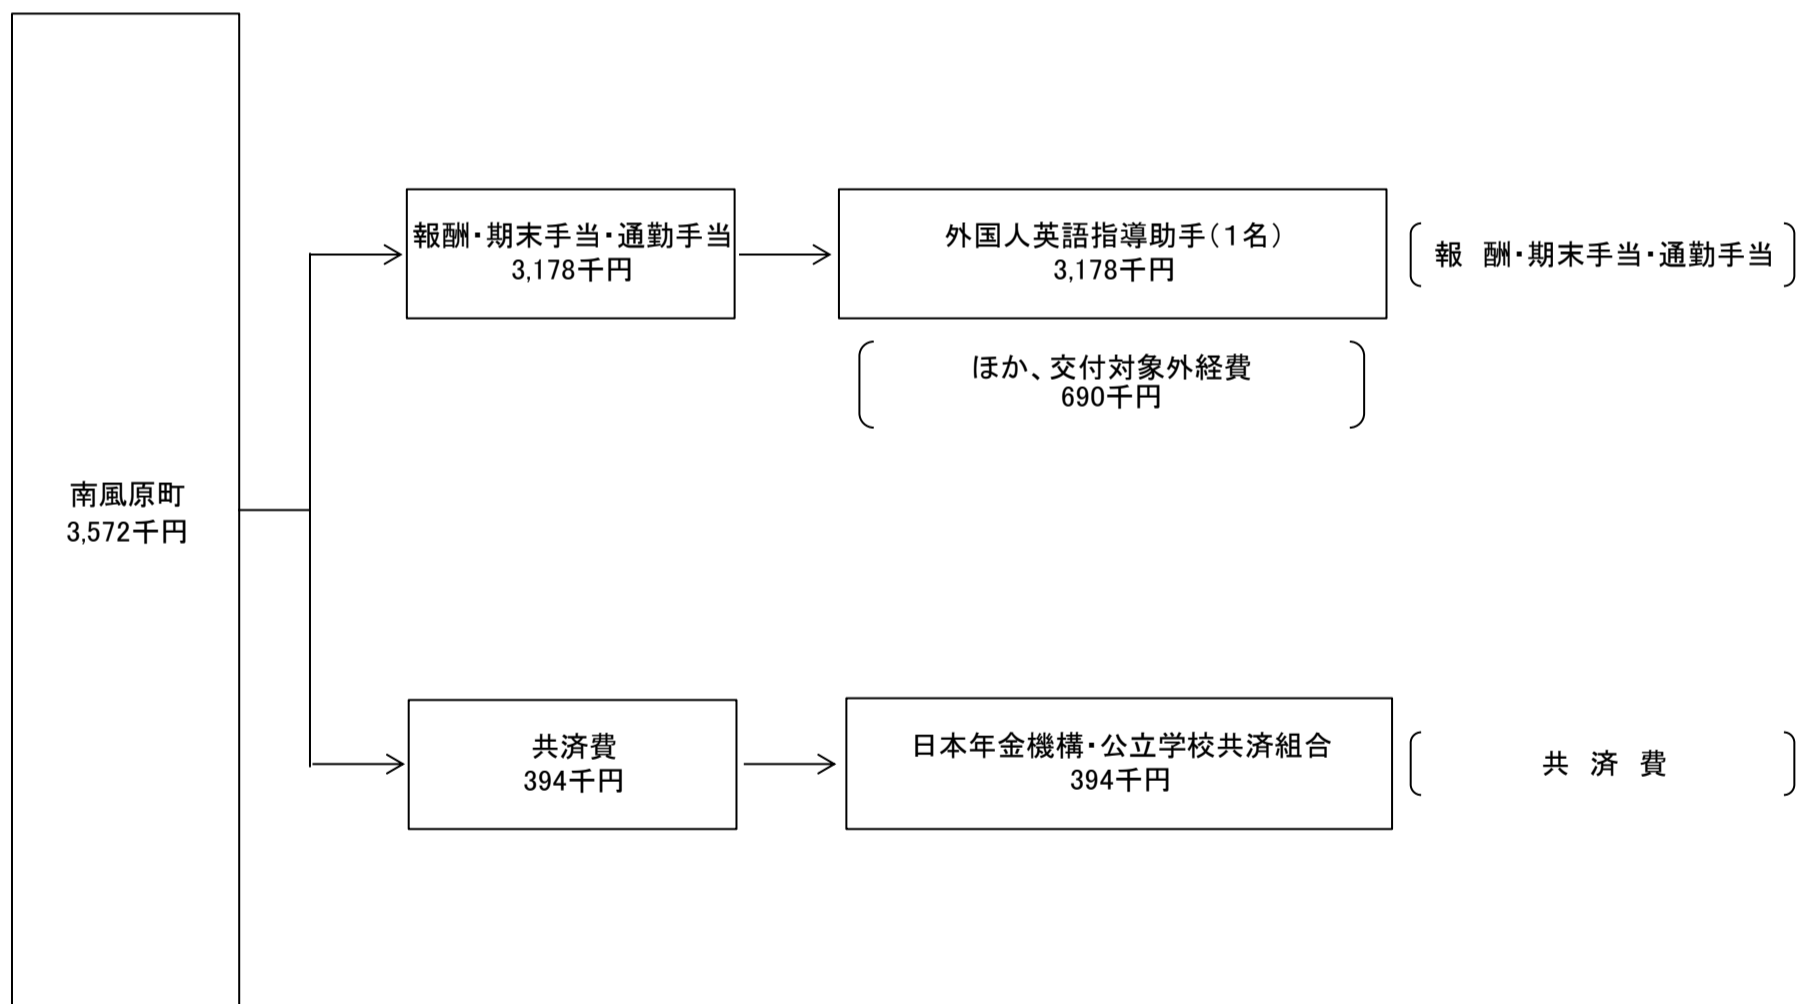 南風原町
3,572千円
報酬・期末手当・通勤手当
3,178千円
外国人英語指導助手（１名）
3,178千円
報　酬・期末手当・通勤手当
ほか、交付対象外経費
690千円
共済費
394千円
日本年金機構・公立学校共済組合
394千円
共　済　費